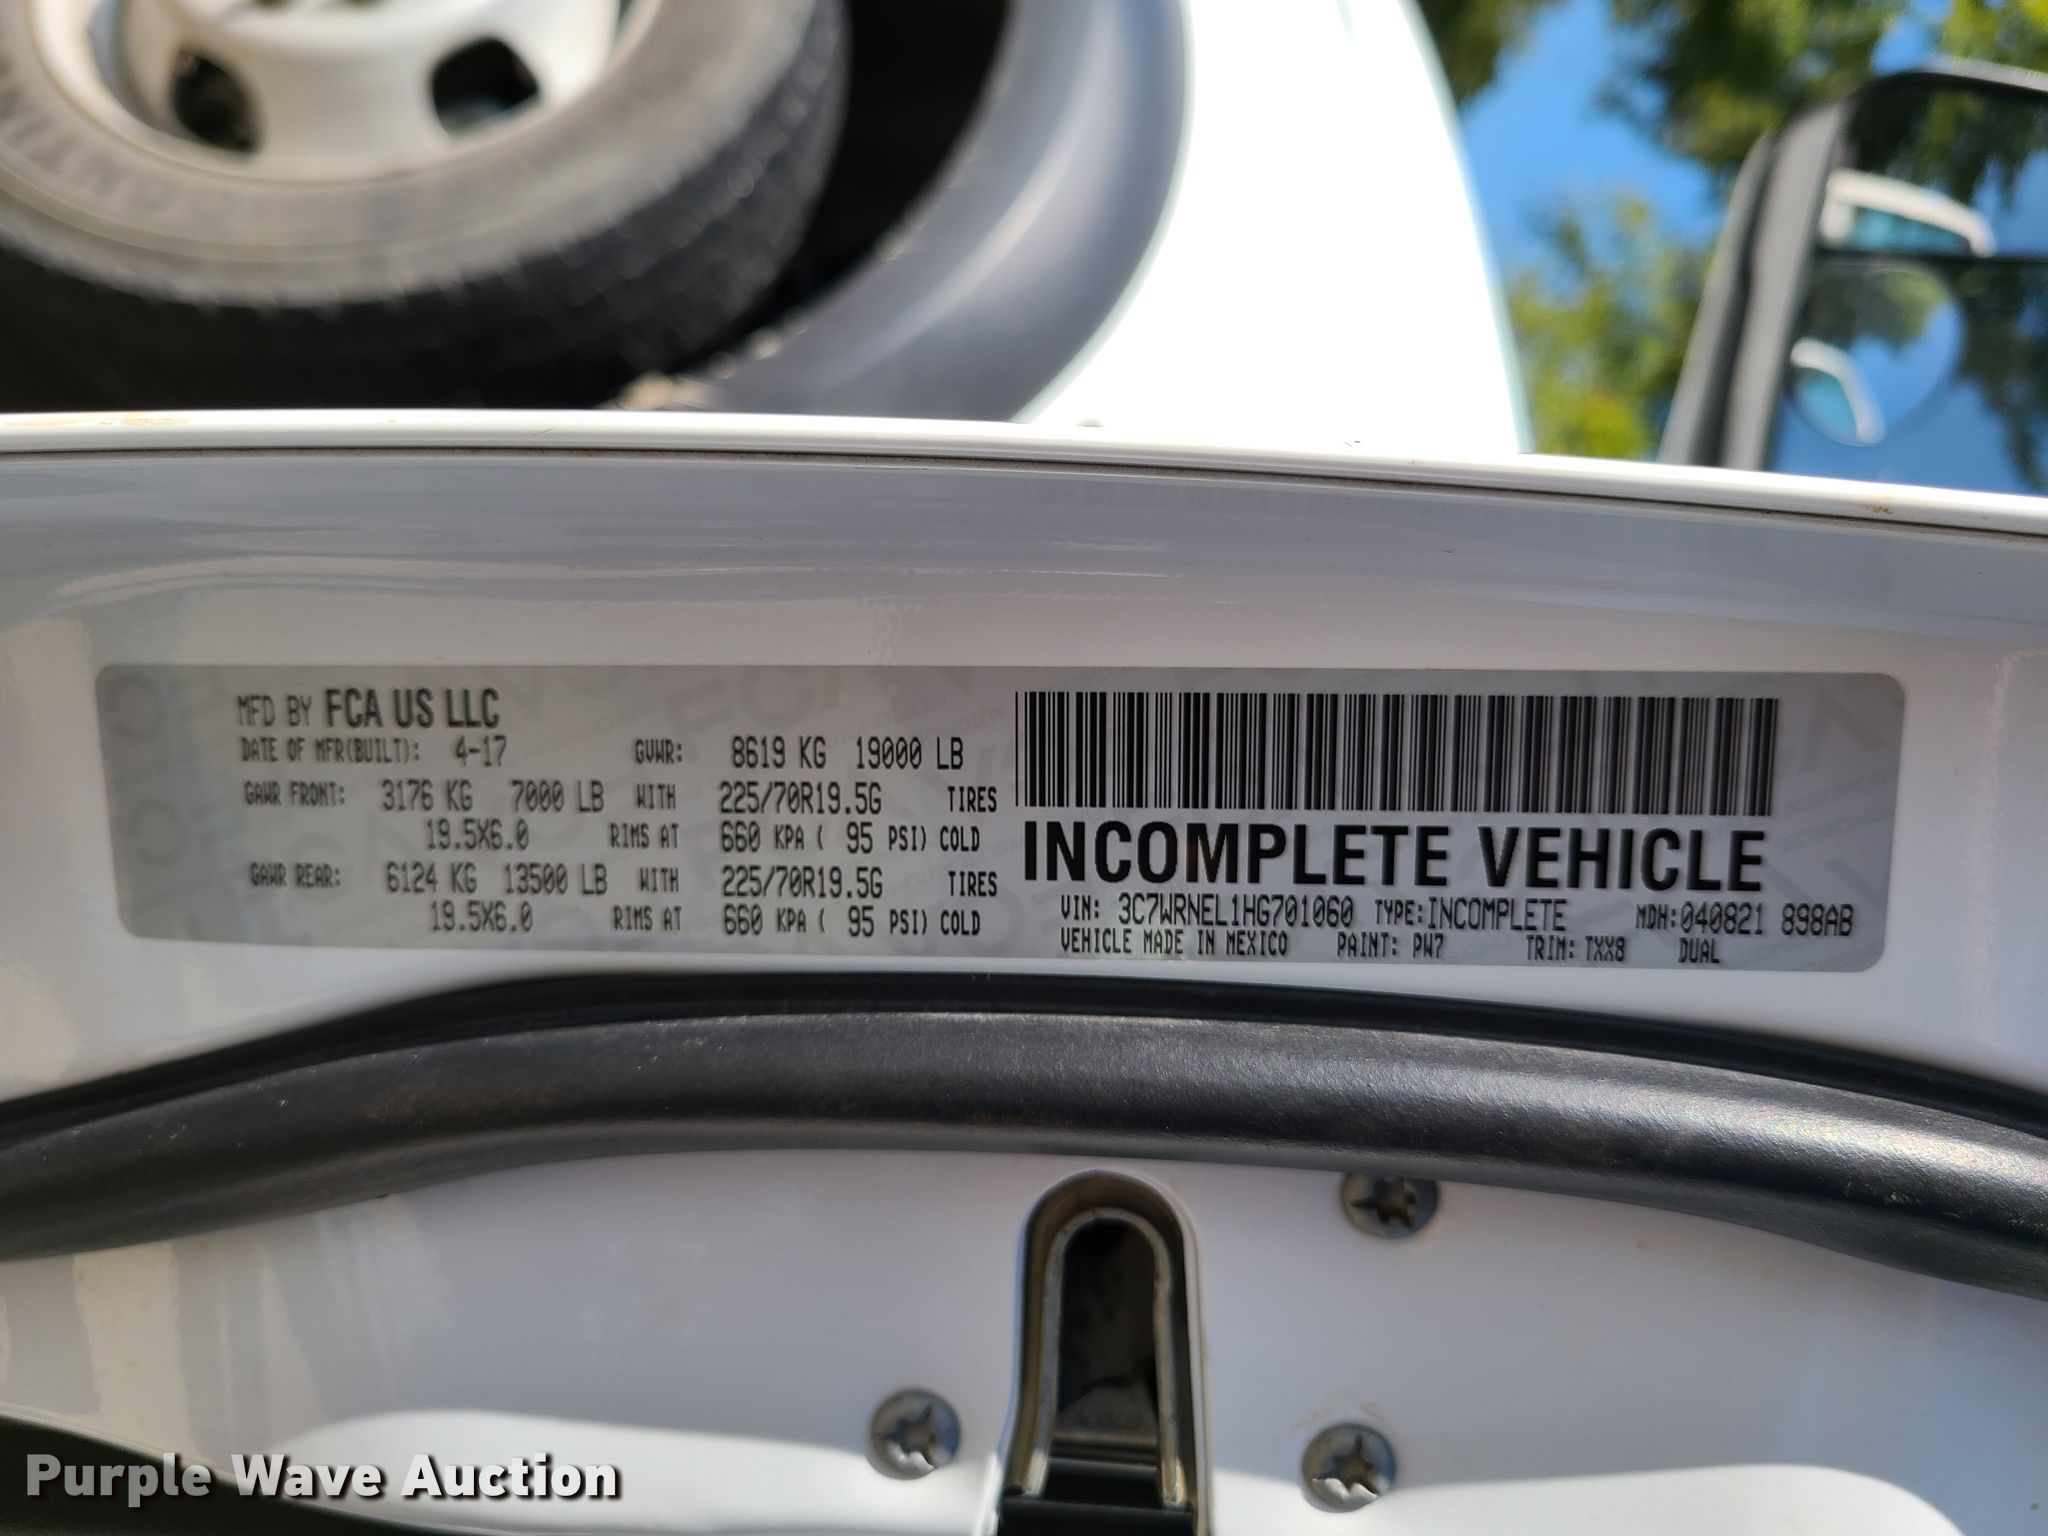 MFD BY FCA US LLC
DATE OF MFR(BUILT): 4-17 GVWR: 8619 KG 19000 LB
GAWR FRONT: 3176 KG 7000 LB WITH 225/70R19.5G TIRES
19.5X6.0 RIMS AT 660 KPA ( 95 PSI) COLD
GAWR REAR: 6124 KG 13500 LB WITH 225/70R19.5G TIRES
19.5X6.0 RIMS AT 660 KPA ( 95 PSI) COLD
INCOMPLETE VEHICLE
VIN: 3C7WRNEL1HG701060 TYPE: INCOMPLETE MDH: 040821 898AB
VEHICLE MADE IN MEXICO PAINT: PW7 TRIM: TXX8 DUAL
Purple Wave Auction